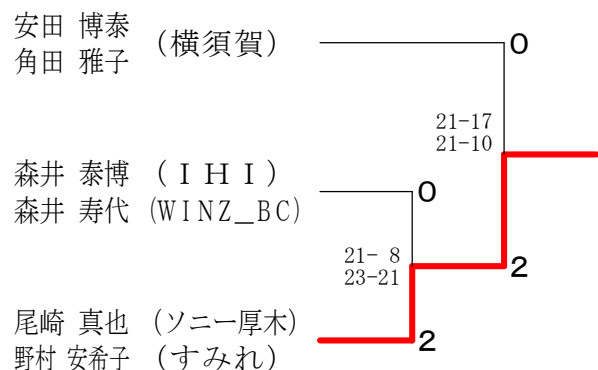 安田 博泰
角田 雅子 (横須賀)
0
21-17
21-10
森井 泰博 (ＩＨＩ)
森井 寿代 (WINZ_BC)
0
21- 8
23-21
2
尾崎 真也 (ソニー厚木)
野村 安希子 (すみれ)
2